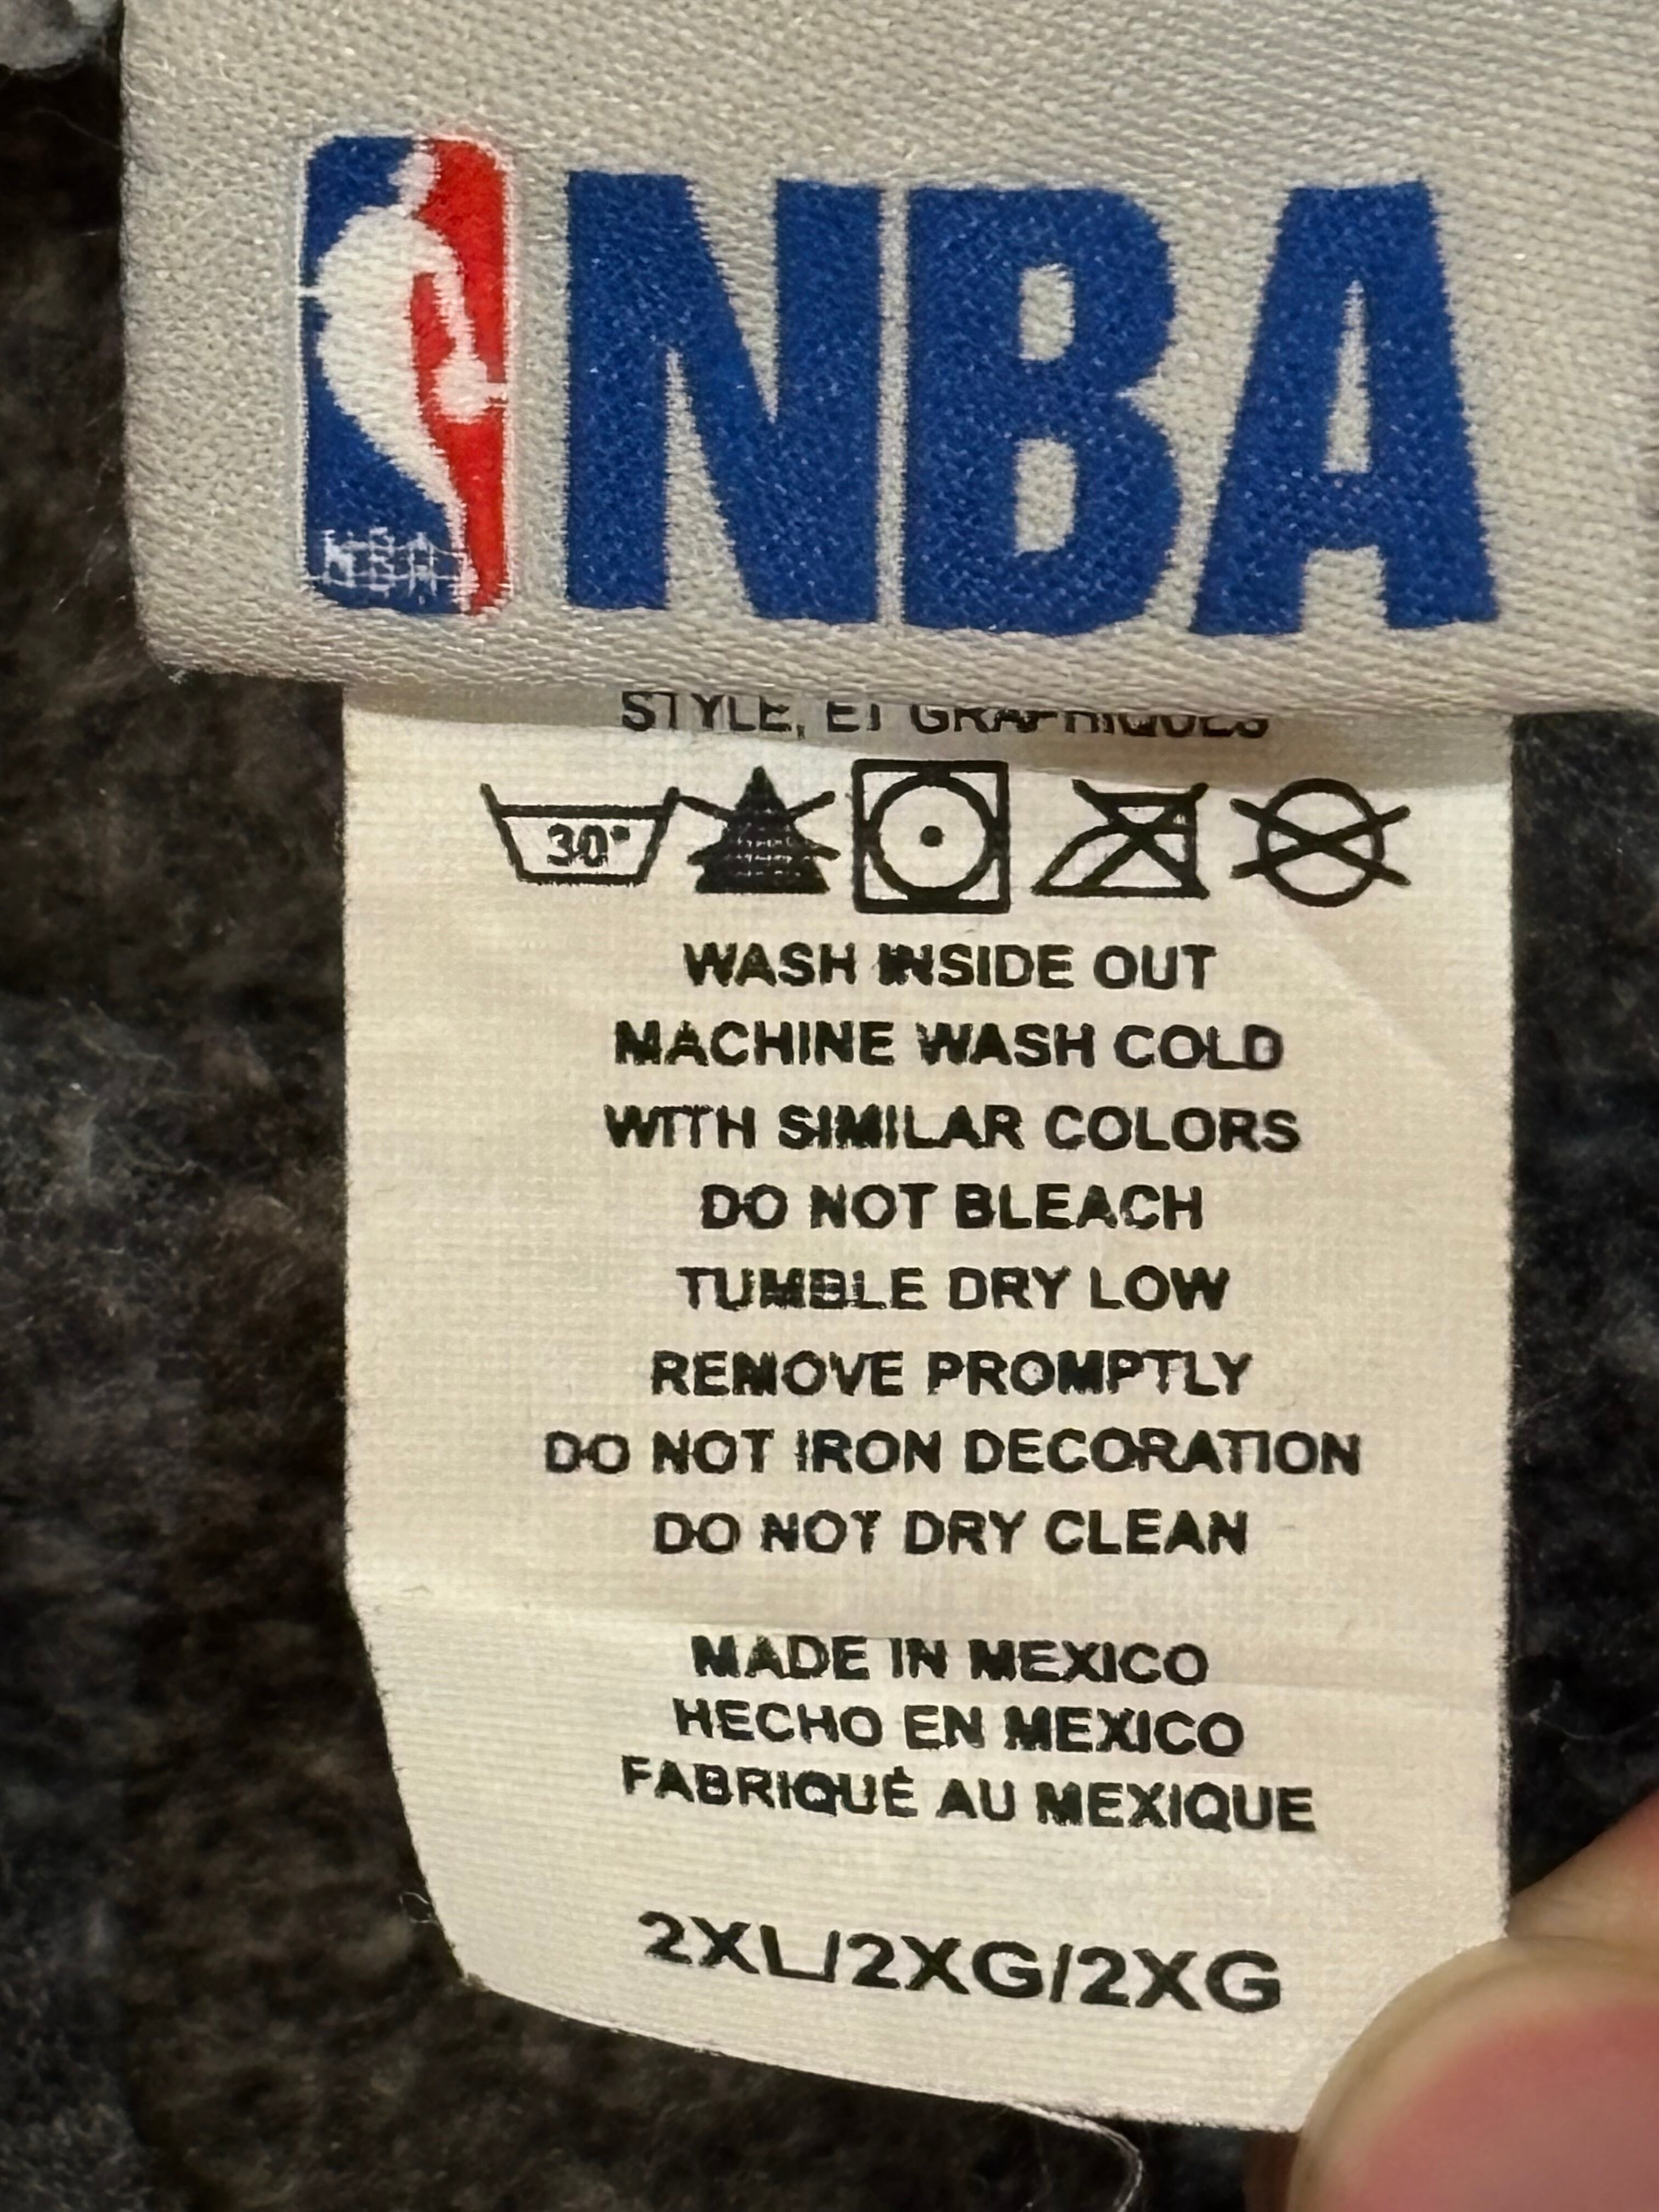 NBA
NBA
STYLE, ET GRAPHIQUES
30°
WASH INSIDE OUT
MACHINE WASH COLD
WITH SIMILAR COLORS
DO NOT BLEACH
TUMBLE DRY LOW
REMOVE PROMPTLY
DO NOT IRON DECORATION
DO NOT DRY CLEAN
MADE IN MEXICO
HECHO EN MEXICO
FABRIQUÉ AU MEXIQUE
2XL/2XG/2XG